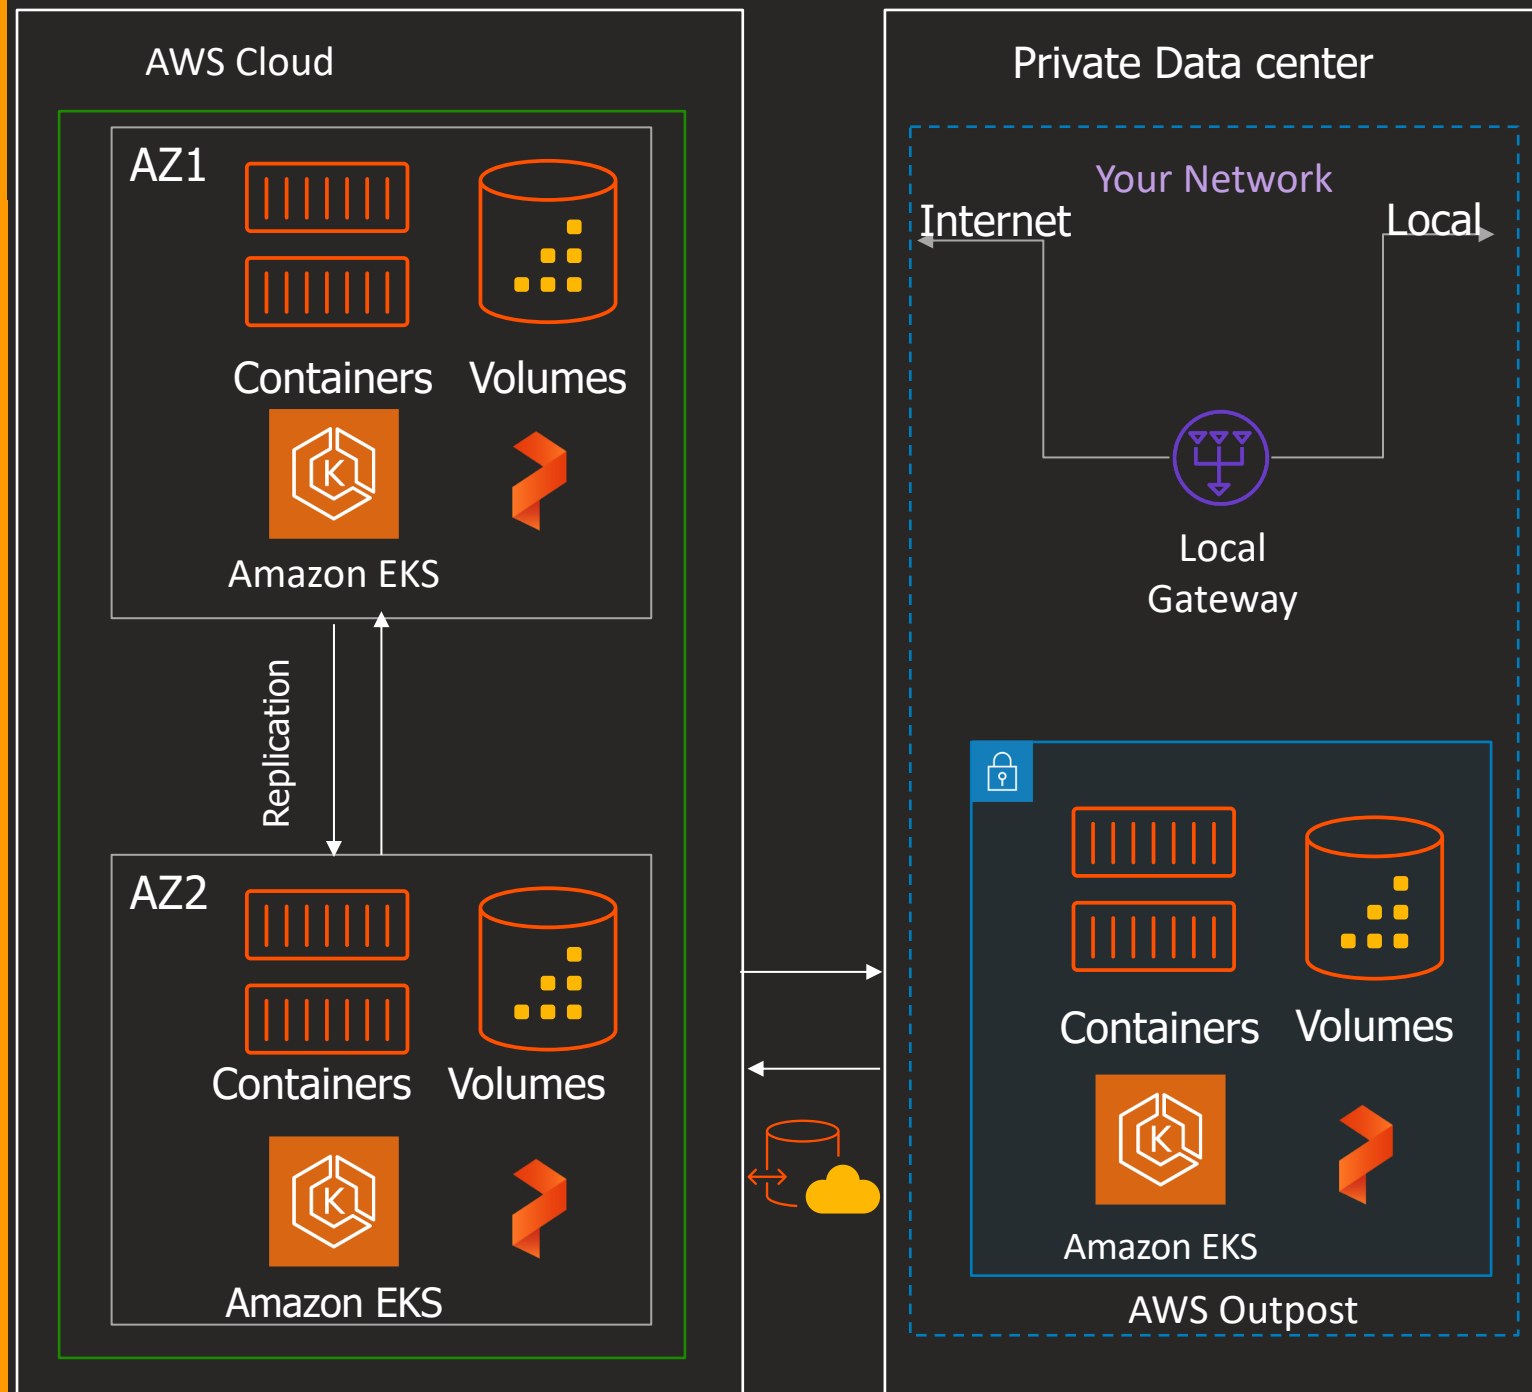 AWS Cloud
AZ1
Containers
Volumes
K
Amazon EKS
Replication
AZ2
Containers
Volumes
K
Amazon EKS
Private Data center
Your Network
Internet
Local
Local
Gateway
Containers
Volumes
K
Amazon EKS
AWS Outpost